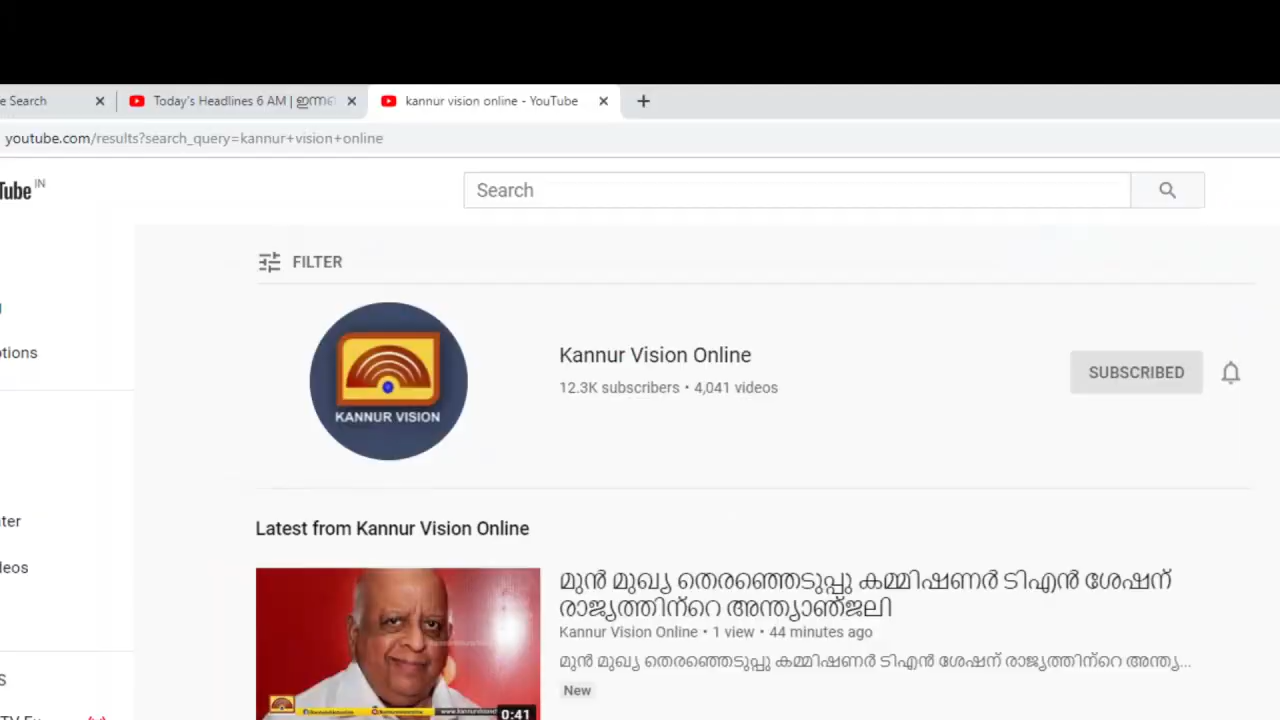 e Search
Today's Headlines 6 AM | ഇന്നത
kannur vision online - YouTube
youtube.com/results?search_query=kannur+vision+online
Tube IN
Search
FILTER
KANNUR VISION
Kannur Vision Online
12.3K subscribers • 4,041 videos
SUBSCRIBED
otions
Latest from Kannur Vision Online
മുൻ മുഖ്യ തെരഞ്ഞെടുപ്പു കമ്മിഷണർ ടിഎൻ ശേഷന്
രാജ്യത്തിന്റെ അന്ത്യാഞ്ജലി
Kannur Vision Online • 1 view • 44 minutes ago
മുൻ മുഖ്യ തെരഞ്ഞെടുപ്പു കമ്മിഷണർ ടിഎൻ ശേഷന് രാജ്യത്തിന്റെ അന്ത്യ...
New
0:41
ter
eos
S